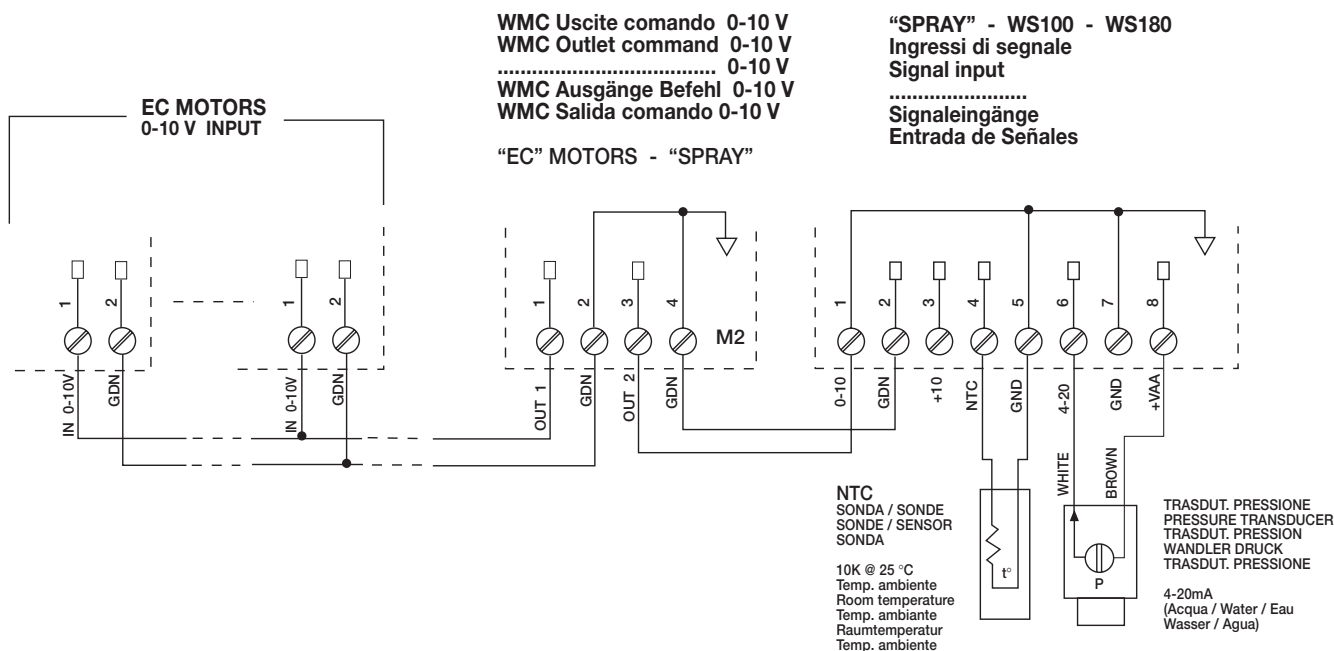 WMC Uscite comando 0-10 V
WMC Outlet command 0-10 V
...................................... 0-10 V
WMC Ausgänge Befehl 0-10 V
WMC Salida comando 0-10 V
“EC” MOTORS - “SPRAY”
“SPRAY” - WS100 - WS180
Ingressi di segnale
Signal input
........................
Signaleingänge
Entrada de Señales
EC MOTORS
0-10 V INPUT
1
2
1
2
1
2
3
4
M2
1
2
3
4
5
6
7
8
IN 0-10V
GDN
IN 0-10V
GDN
OUT 1
GDN
OUT 2
GDN
0-10
GDN
+10
NTC
GND
4-20
GND
+VAA
WHITE
BROWN
NTC
SONDA / SONDE
SONDE / SENSOR
SONDA
10K @ 25 °C
Temp. ambiente
Room temperature
Temp. ambiante
Raumtemperatur
Temp. ambiente
t°
P
TRASDUT. PRESSIONE
PRESSURE TRANSDUCER
TRASDUT. PRESSION
WANDLER DRUCK
TRASDUT. PRESSIONE
4-20mA
(Acqua / Water / Eau
Wasser / Agua)